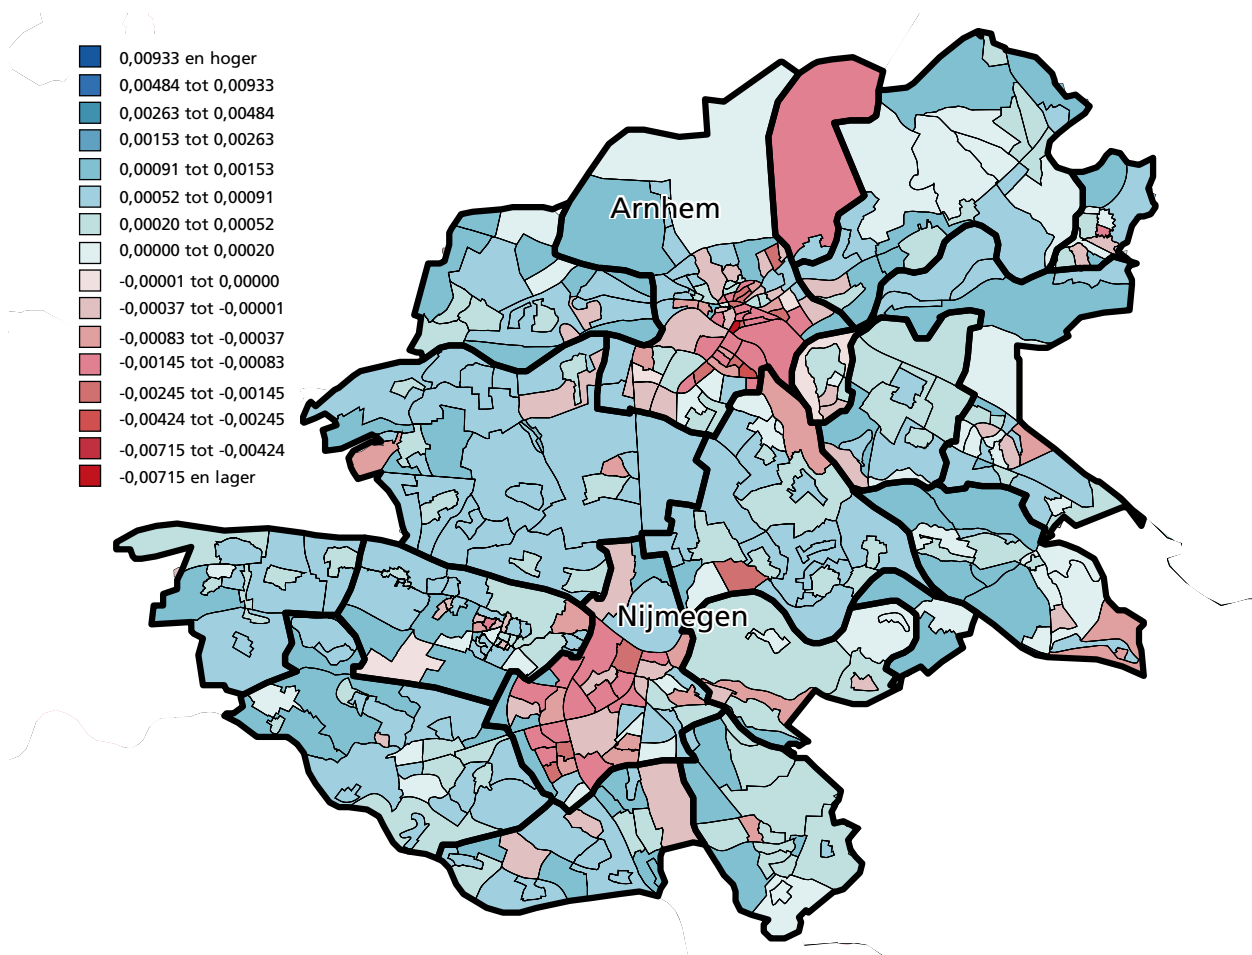 0,00933 en hoger
0,00484 tot 0,00933
0,00263 tot 0,00484
0,00153 tot 0,00263
0,00091 tot 0,00153
0,00052 tot 0,00091
0,00020 tot 0,00052
0,00000 tot 0,00020
-0,00001 tot 0,00000
-0,00037 tot -0,00001
-0,00083 tot -0,00037
-0,00145 tot -0,00083
-0,00245 tot -0,00145
-0,00424 tot -0,00245
-0,00715 tot -0,00424
-0,00715 en lager
Arnhem
Nijmegen